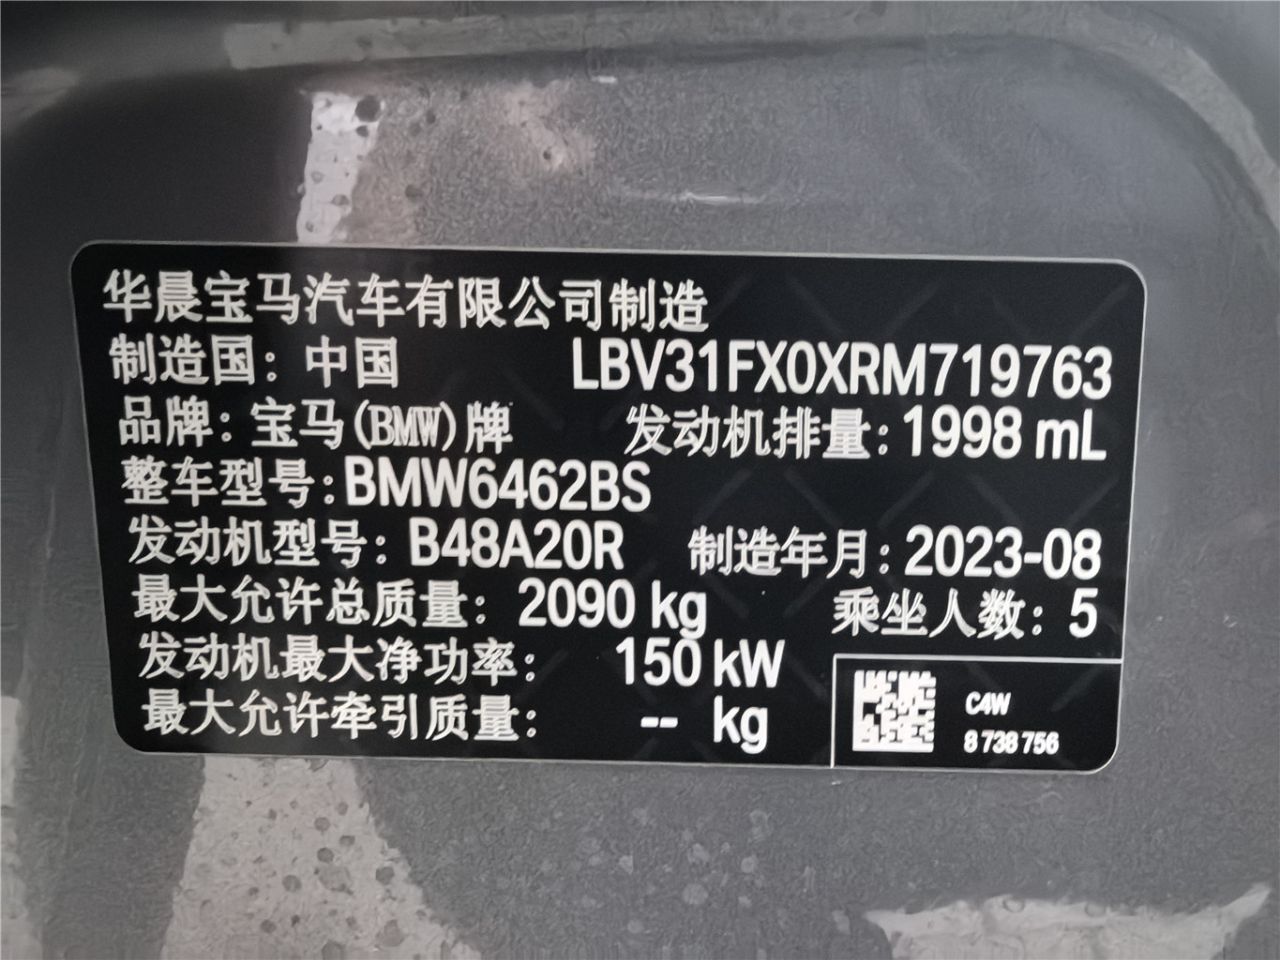 华晨宝马汽车有限公司制造
制造国：中国 LBV31FX0XRM719763
品牌：宝马(BMW)牌 发动机排量：1998 mL
整车型号：BMW6462BS
发动机型号：B48A20R 制造年月：2023-08
最大允许总质量：2090 kg 乘坐人数：5
发动机最大净功率：150 kW
最大允许牵引质量：-- kg
C4W
8 738 756